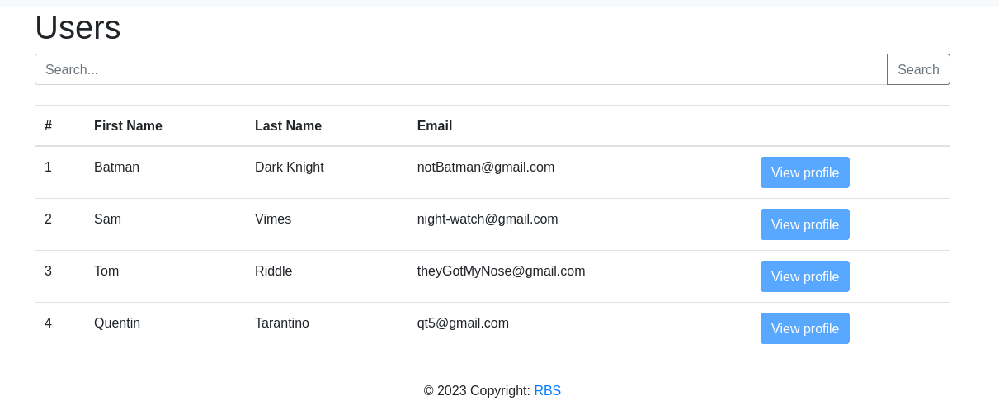 Users
Search... Search
# First Name Last Name Email
1 Batman Dark Knight notBatman@gmail.com View profile
2 Sam Vimes night-watch@gmail.com View profile
3 Tom Riddle theyGotMyNose@gmail.com View profile
4 Quentin Tarantino qt5@gmail.com View profile
© 2023 Copyright: RBS